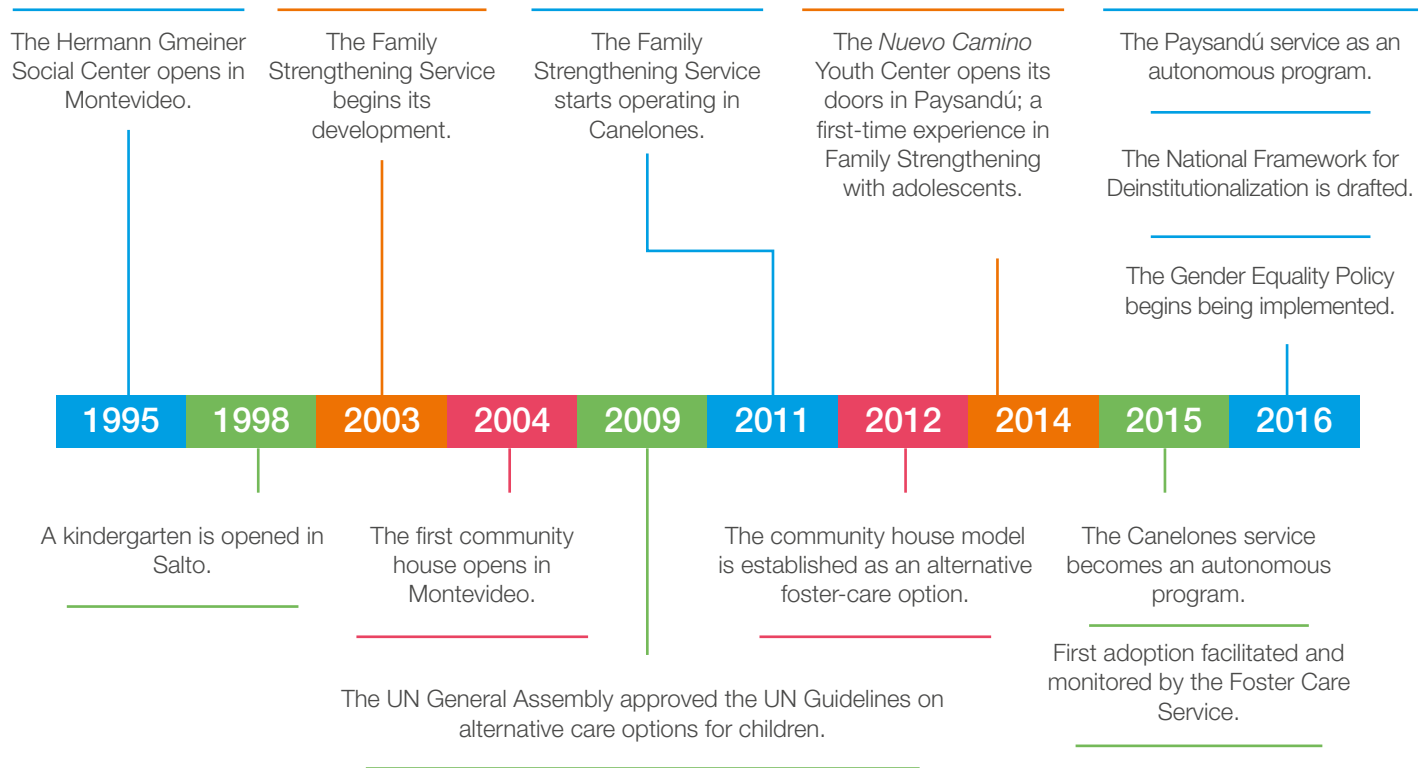 The Hermann Gmeiner
Social Center opens in
Montevideo.
The Family
Strengthening Service
begins its
development.
The Family
Strengthening Service
starts operating in
Canelones.
The Nuevo Camino
Youth Center opens its
doors in Paysandú; a
first-time experience in
Family Strengthening
with adolescents.
The Paysandú service as an
autonomous program.
The National Framework for
Deinstitutionalization is drafted.
The Gender Equality Policy
begins being implemented.
1995 1998 2003 2004 2009 2011 2012 2014 2015 2016
A kindergarten is opened in
Salto.
The first community
house opens in
Montevideo.
The UN General Assembly approved the UN Guidelines on
alternative care options for children.
The community house model
is established as an alternative
foster-care option.
The Canelones service
becomes an autonomous
program.
First adoption facilitated and
monitored by the Foster Care
Service.